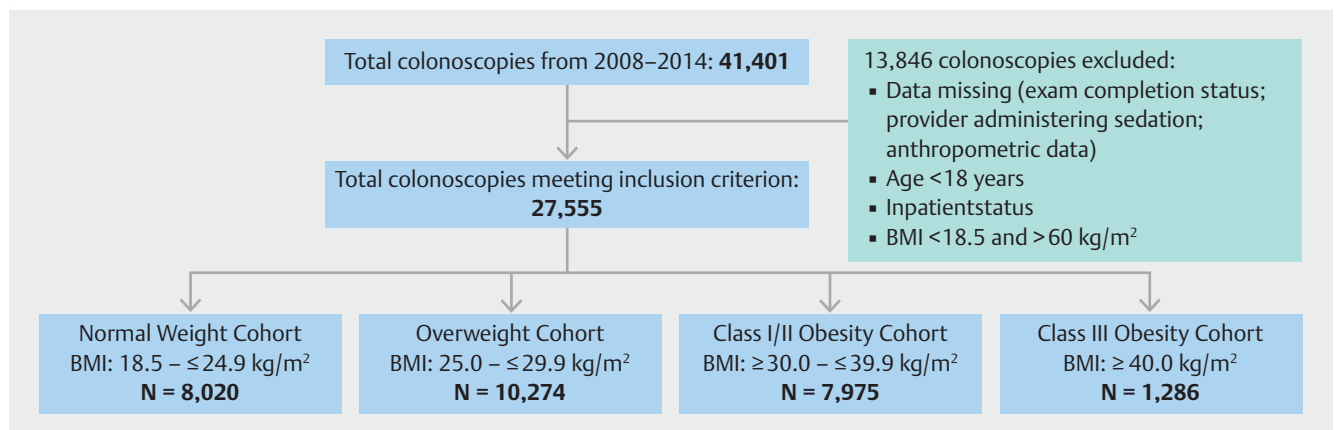 Total colonoscopies from 2008–2014: 41,401
13,846 colonoscopies excluded:
▪ Data missing (exam completion status;
provider administering sedation;
anthropometric data)
▪ Age <18 years
▪ Inpatientstatus
▪ BMI <18.5 and >60 kg/m²
Total colonoscopies meeting inclusion criterion:
27,555
Normal Weight Cohort
BMI: 18.5 – ≤24.9 kg/m²
N = 8,020
Overweight Cohort
BMI: 25.0 – ≤29.9 kg/m²
N = 10,274
Class I/II Obesity Cohort
BMI: ≥30.0 – ≤39.9 kg/m²
N = 7,975
Class III Obesity Cohort
BMI: ≥40.0 kg/m²
N = 1,286